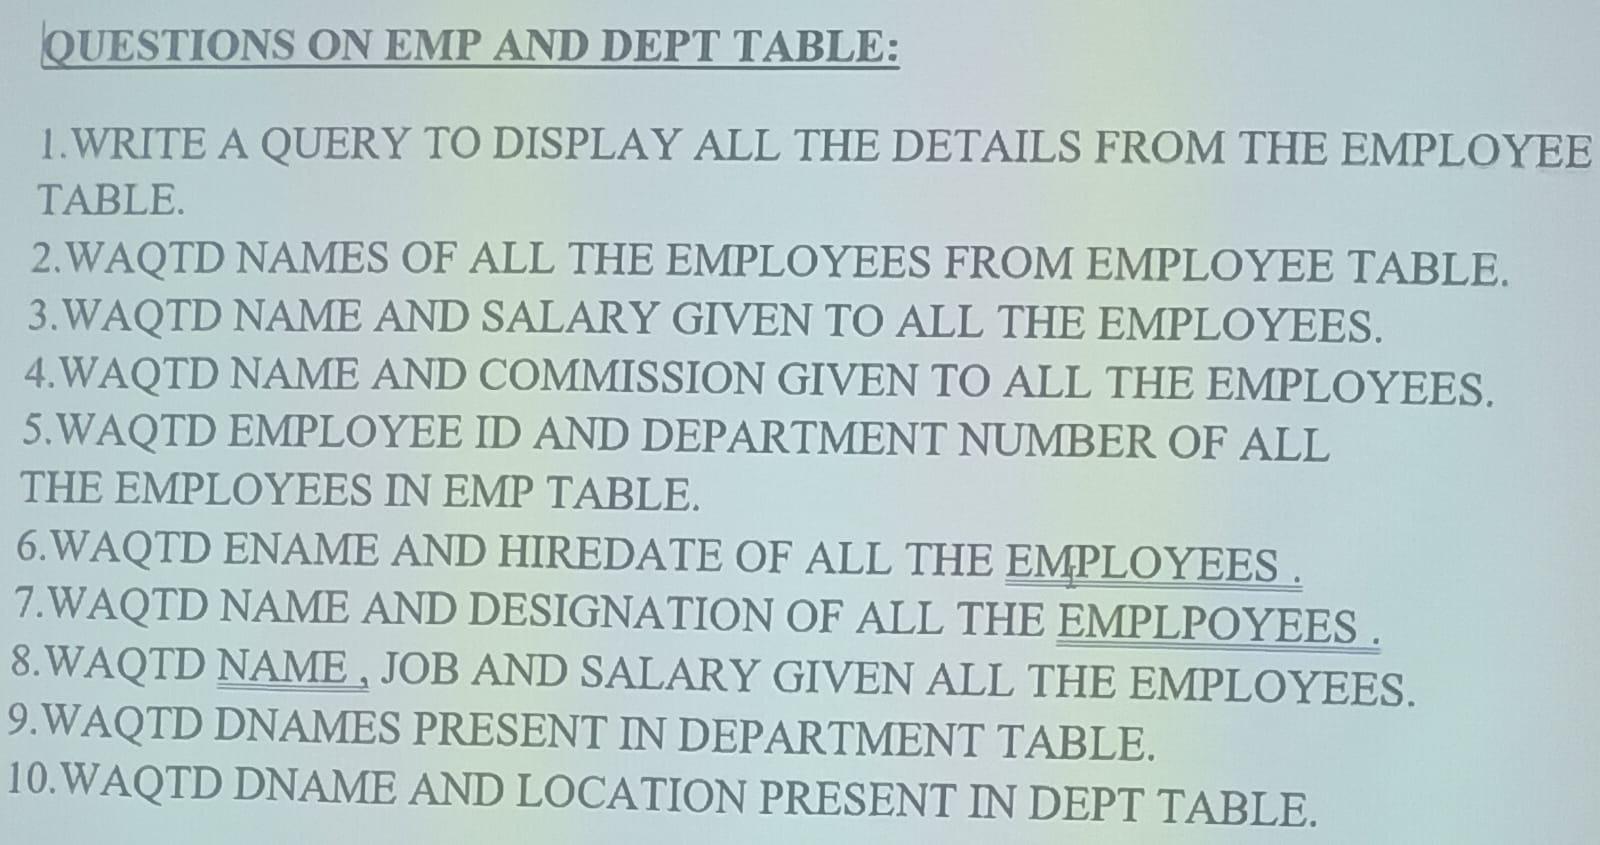 QUESTIONS ON EMP AND DEPT TABLE:
1.WRITE A QUERY TO DISPLAY ALL THE DETAILS FROM THE EMPLOYEE
TABLE.
2.WAQTD NAMES OF ALL THE EMPLOYEES FROM EMPLOYEE TABLE.
3.WAQTD NAME AND SALARY GIVEN TO ALL THE EMPLOYEES.
4.WAQTD NAME AND COMMISSION GIVEN TO ALL THE EMPLOYEES.
5.WAQTD EMPLOYEE ID AND DEPARTMENT NUMBER OF ALL
THE EMPLOYEES IN EMP TABLE.
6.WAQTD ENAME AND HIREDATE OF ALL THE EMPLOYEES .
7.WAQTD NAME AND DESIGNATION OF ALL THE EMPLPOYEES .
8.WAQTD NAME , JOB AND SALARY GIVEN ALL THE EMPLOYEES.
9.WAQTD DNAMES PRESENT IN DEPARTMENT TABLE.
10.WAQTD DNAME AND LOCATION PRESENT IN DEPT TABLE.